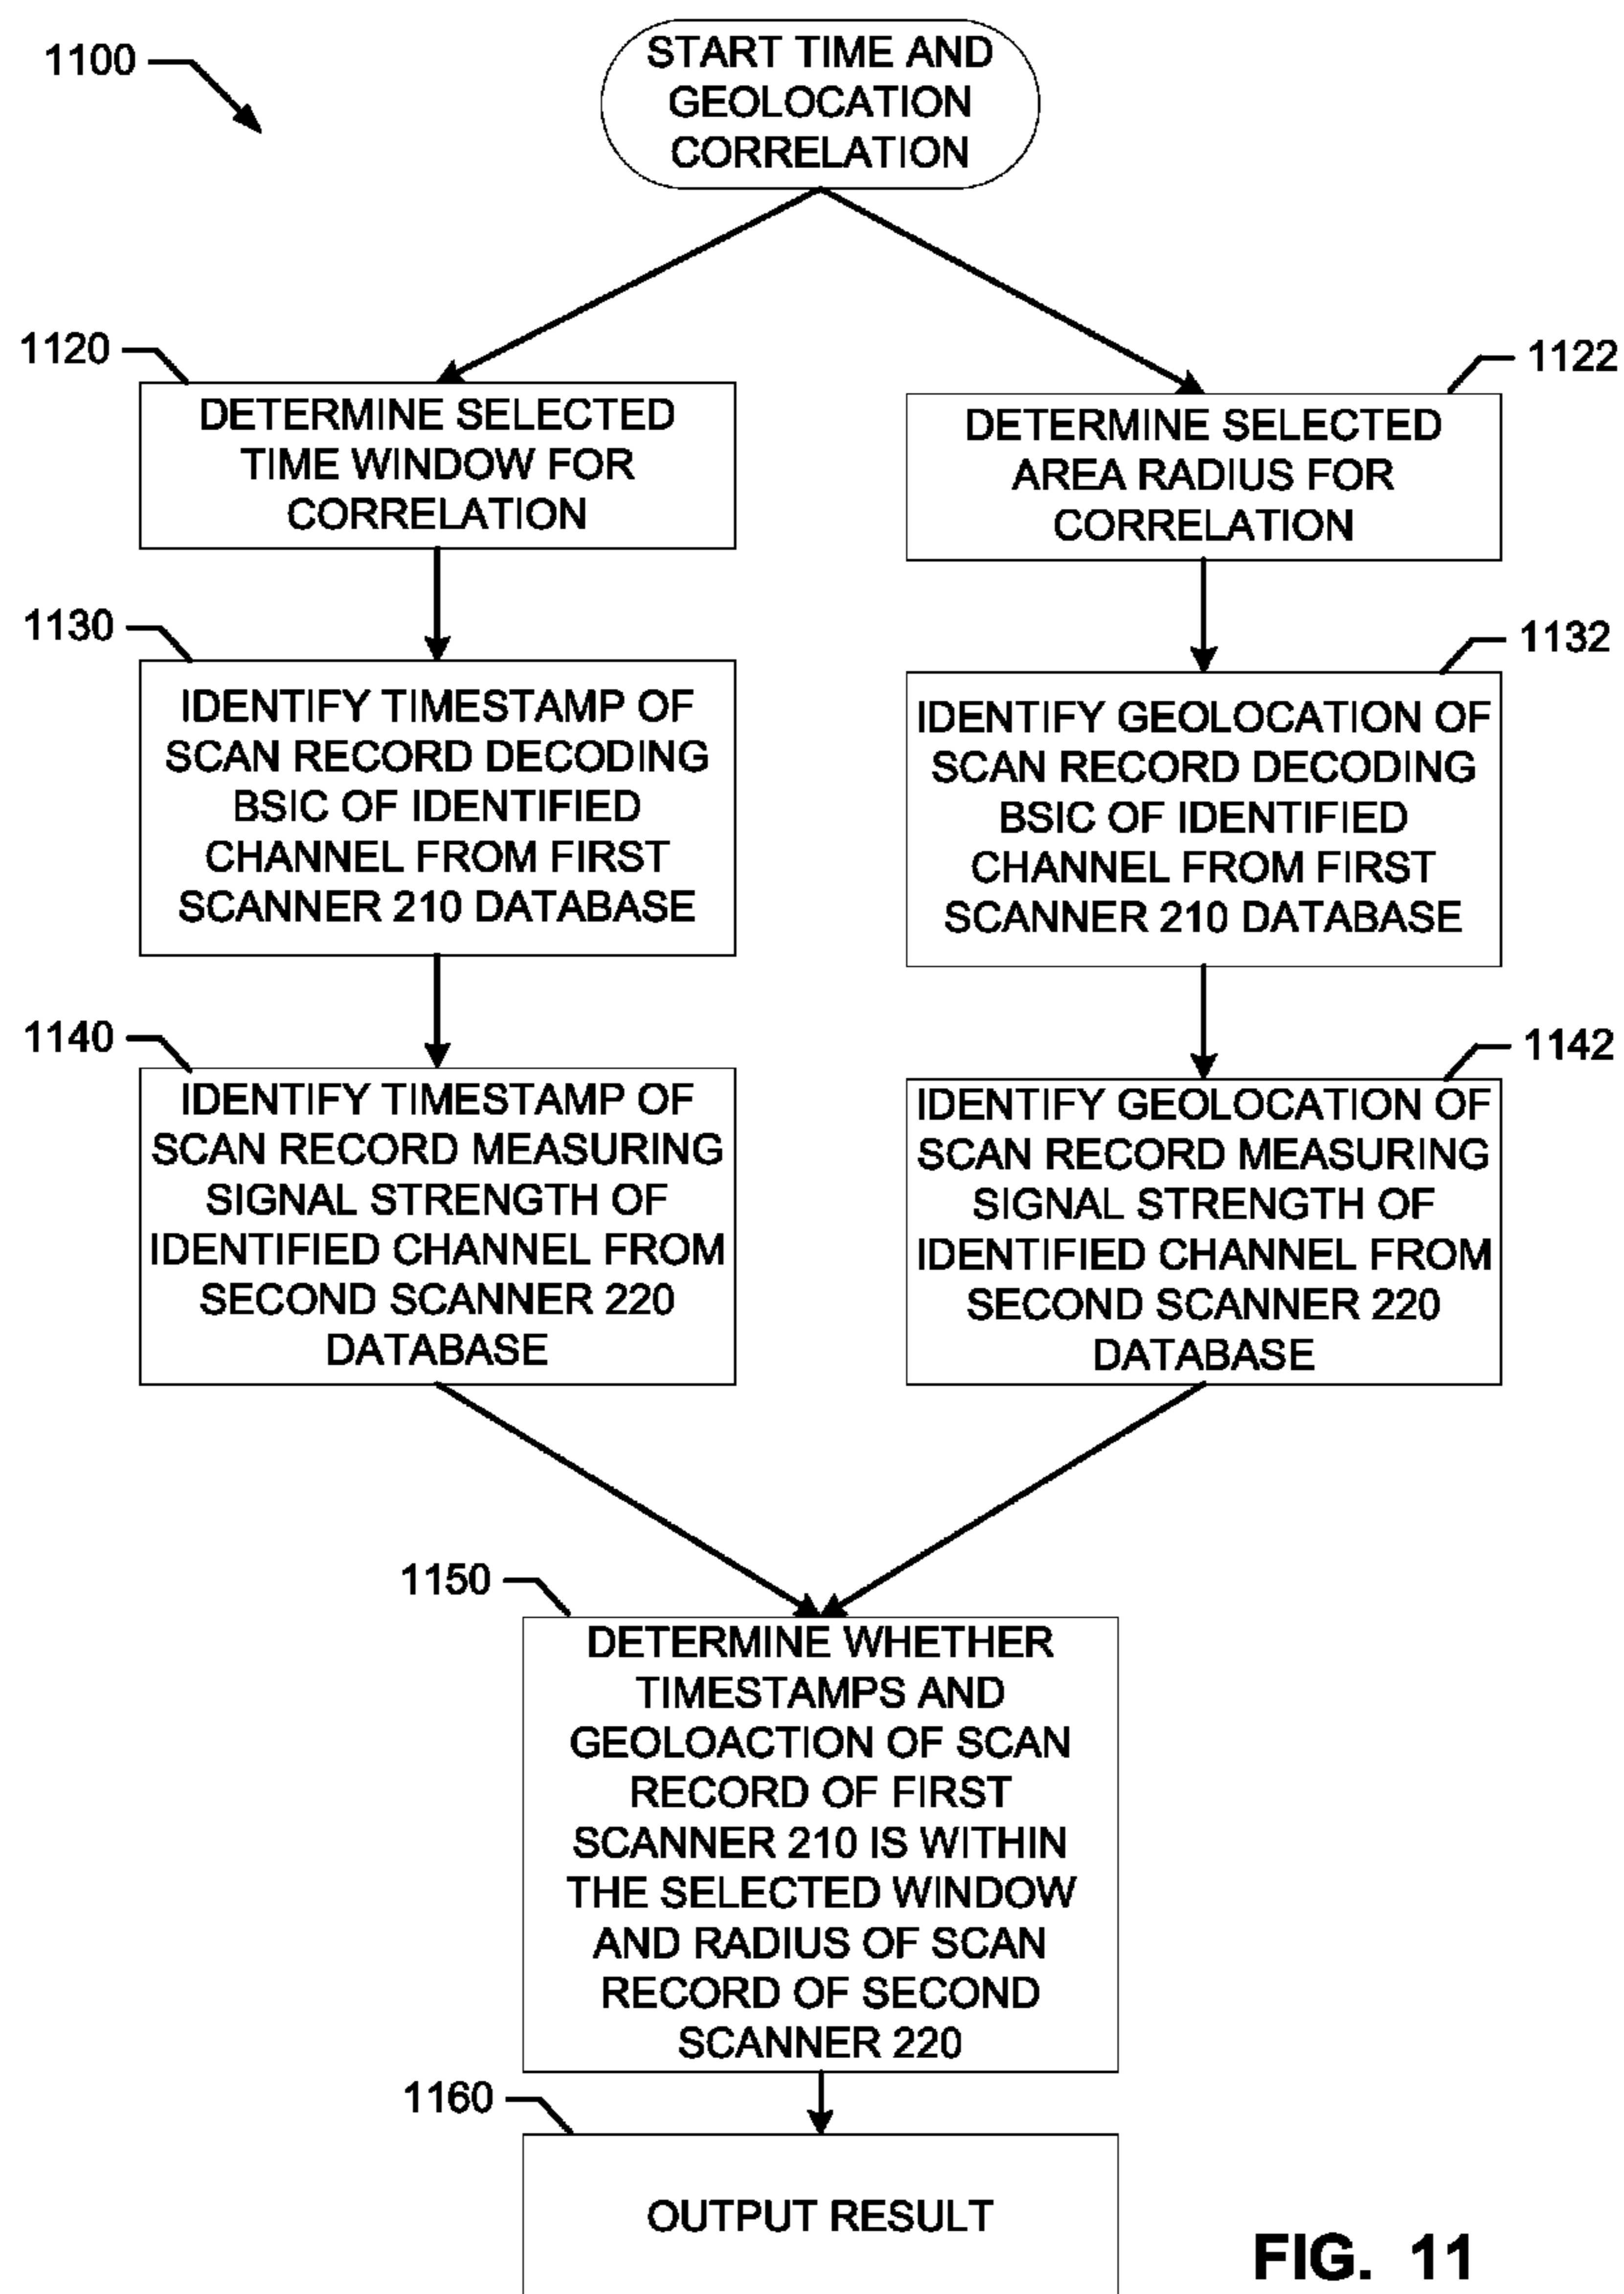 1100
START TIME AND
GEOLOCATION
CORRELATION
1120
DETERMINE SELECTED
TIME WINDOW FOR
CORRELATION
1122
DETERMINE SELECTED
AREA RADIUS FOR
CORRELATION
1130
IDENTIFY TIMESTAMP OF
SCAN RECORD DECODING
BSIC OF IDENTIFIED
CHANNEL FROM FIRST
SCANNER 210 DATABASE
1132
IDENTIFY GEOLOCATION OF
SCAN RECORD DECODING
BSIC OF IDENTIFIED
CHANNEL FROM FIRST
SCANNER 210 DATABASE
1140
IDENTIFY TIMESTAMP OF
SCAN RECORD MEASURING
SIGNAL STRENGTH OF
IDENTIFIED CHANNEL FROM
SECOND SCANNER 220
DATABASE
1142
IDENTIFY GEOLOCATION OF
SCAN RECORD MEASURING
SIGNAL STRENGTH OF
IDENTIFIED CHANNEL FROM
SECOND SCANNER 220
DATABASE
1150
DETERMINE WHETHER
TIMESTAMPS AND
GEOLOACTION OF SCAN
RECORD OF FIRST
SCANNER 210 IS WITHIN
THE SELECTED WINDOW
AND RADIUS OF SCAN
RECORD OF SECOND
SCANNER 220
1160
OUTPUT RESULT
FIG. 11